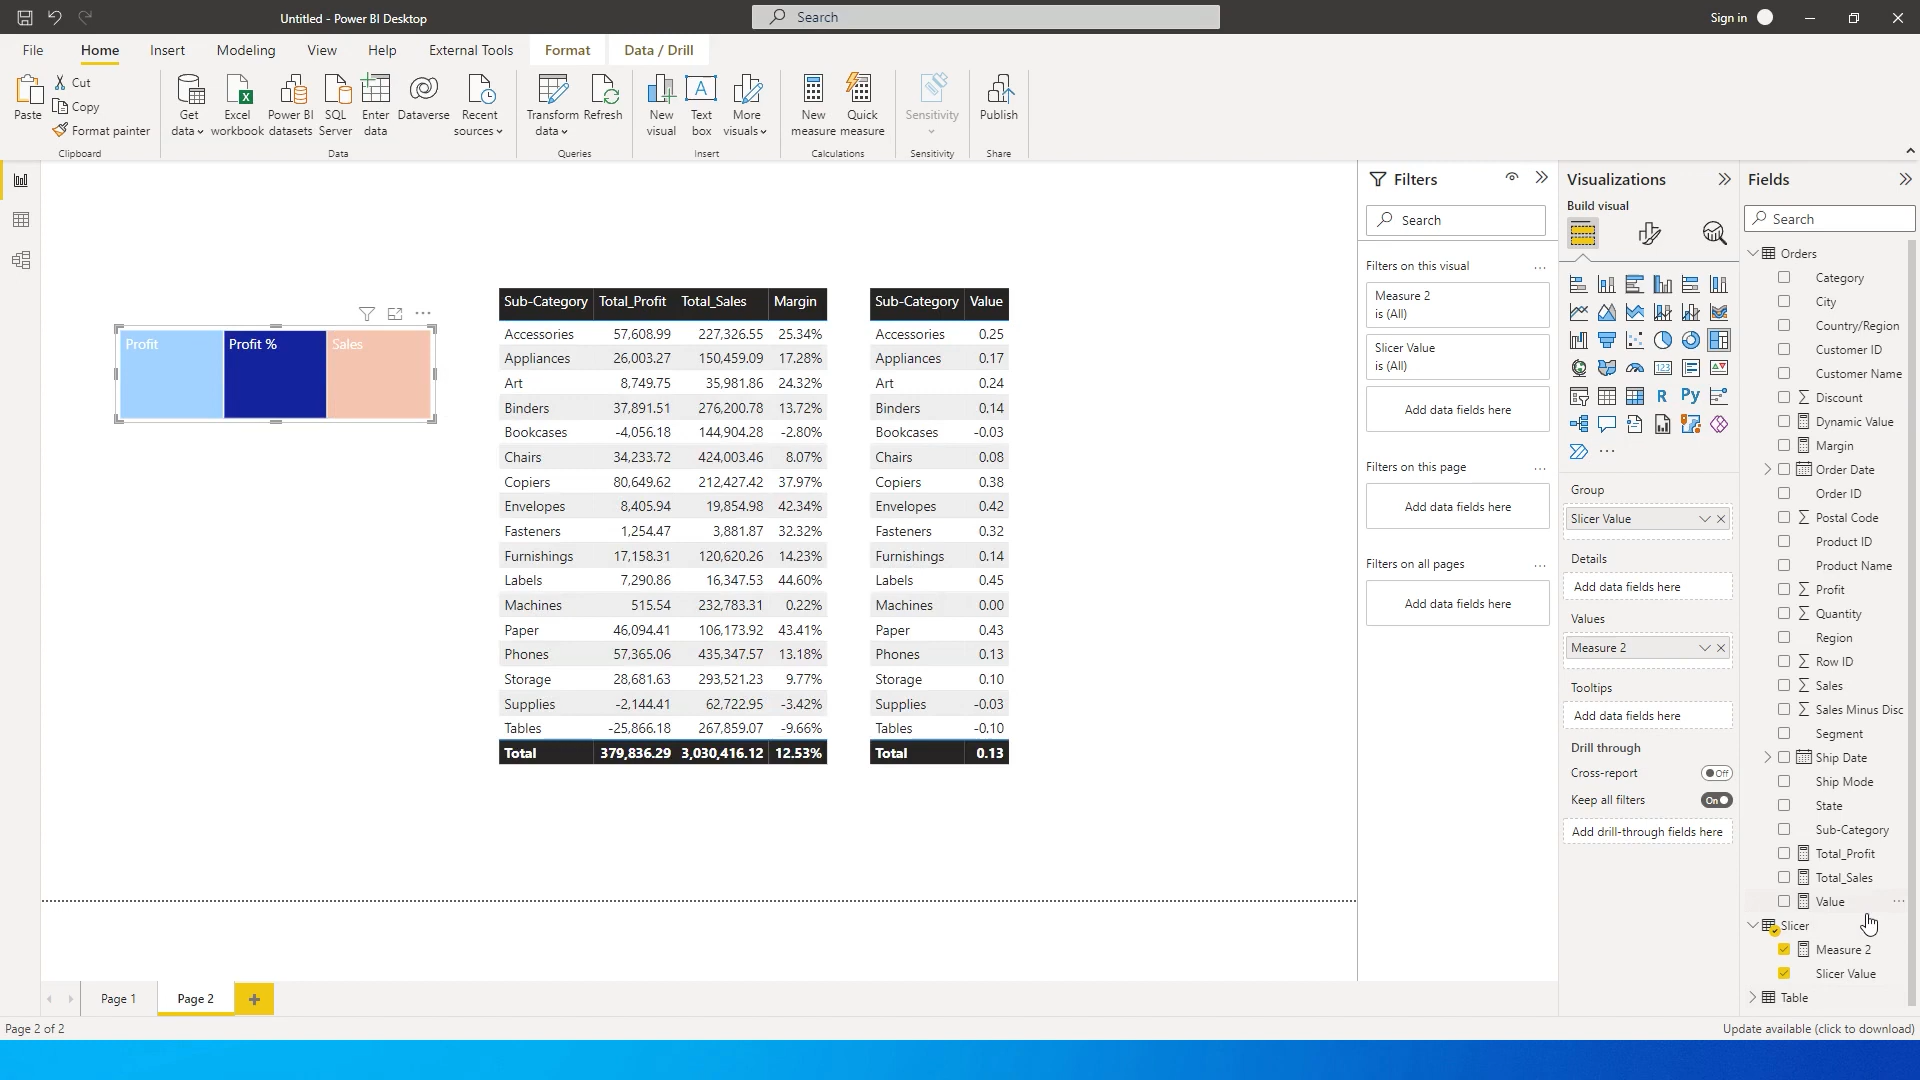 Untitled - Power BI Desktop
Search
Sign in
File Home Insert Modeling View Help External Tools Format Data / Drill
Paste
Cut
Copy
Format painter
Clipboard
Get data
Excel workbook
Power BI datasets
SQL Server
Enter data
Dataverse
Recent sources
Data
Transform data
Refresh
Queries
New visual
Text box
More visuals
Insert
New measure
Quick measure
Calculations
Sensitivity
Sensitivity
Publish
Share
Profit
Profit %
Sales
Sub-Category Total_Profit Total_Sales Margin
Accessories 57,608.99 227,326.55 25.34%
Appliances 26,003.27 150,459.09 17.28%
Art 8,749.75 35,981.86 24.32%
Binders 37,891.51 276,200.78 13.72%
Bookcases -4,056.18 144,904.28 -2.80%
Chairs 34,233.72 424,003.46 8.07%
Copiers 80,649.62 212,427.42 37.97%
Envelopes 8,405.94 19,854.98 42.34%
Fasteners 1,254.47 3,881.87 32.32%
Furnishings 17,158.31 120,620.26 14.23%
Labels 7,290.86 16,347.53 44.60%
Machines 515.54 232,783.31 0.22%
Paper 46,094.41 106,173.92 43.41%
Phones 57,365.06 435,347.57 13.18%
Storage 28,681.63 293,521.23 9.77%
Supplies -2,144.41 62,722.95 -3.42%
Tables -25,866.18 267,859.07 -9.66%
Total 379,836.29 3,030,416.12 12.53%
Sub-Category Value
Accessories 0.25
Appliances 0.17
Art 0.24
Binders 0.14
Bookcases -0.03
Chairs 0.08
Copiers 0.38
Envelopes 0.42
Fasteners 0.32
Furnishings 0.14
Labels 0.45
Machines 0.00
Paper 0.43
Phones 0.13
Storage 0.10
Supplies -0.03
Tables -0.10
Total 0.13
Filters
Search
Filters on this visual
Measure 2
is (All)
Slicer Value
is (All)
Add data fields here
Filters on this page
Add data fields here
Filters on all pages
Add data fields here
Visualizations
Build visual
R
Py
123
Group
Slicer Value
Details
Add data fields here
Values
Measure 2
Tooltips
Add data fields here
Drill through
Cross-report Off
Keep all filters On
Add drill-through fields here
Fields
Search
Orders
Category
City
Country/Region
Customer ID
Customer Name
Discount
Dynamic Value
Margin
Order Date
Order ID
Postal Code
Product ID
Product Name
Profit
Quantity
Region
Row ID
Sales
Sales Minus Disc
Segment
Ship Date
Ship Mode
State
Sub-Category
Total_Profit
Total_Sales
Value
Slicer
Measure 2
Slicer Value
Table
Page 1
Page 2
Page 2 of 2
Update available (click to download)